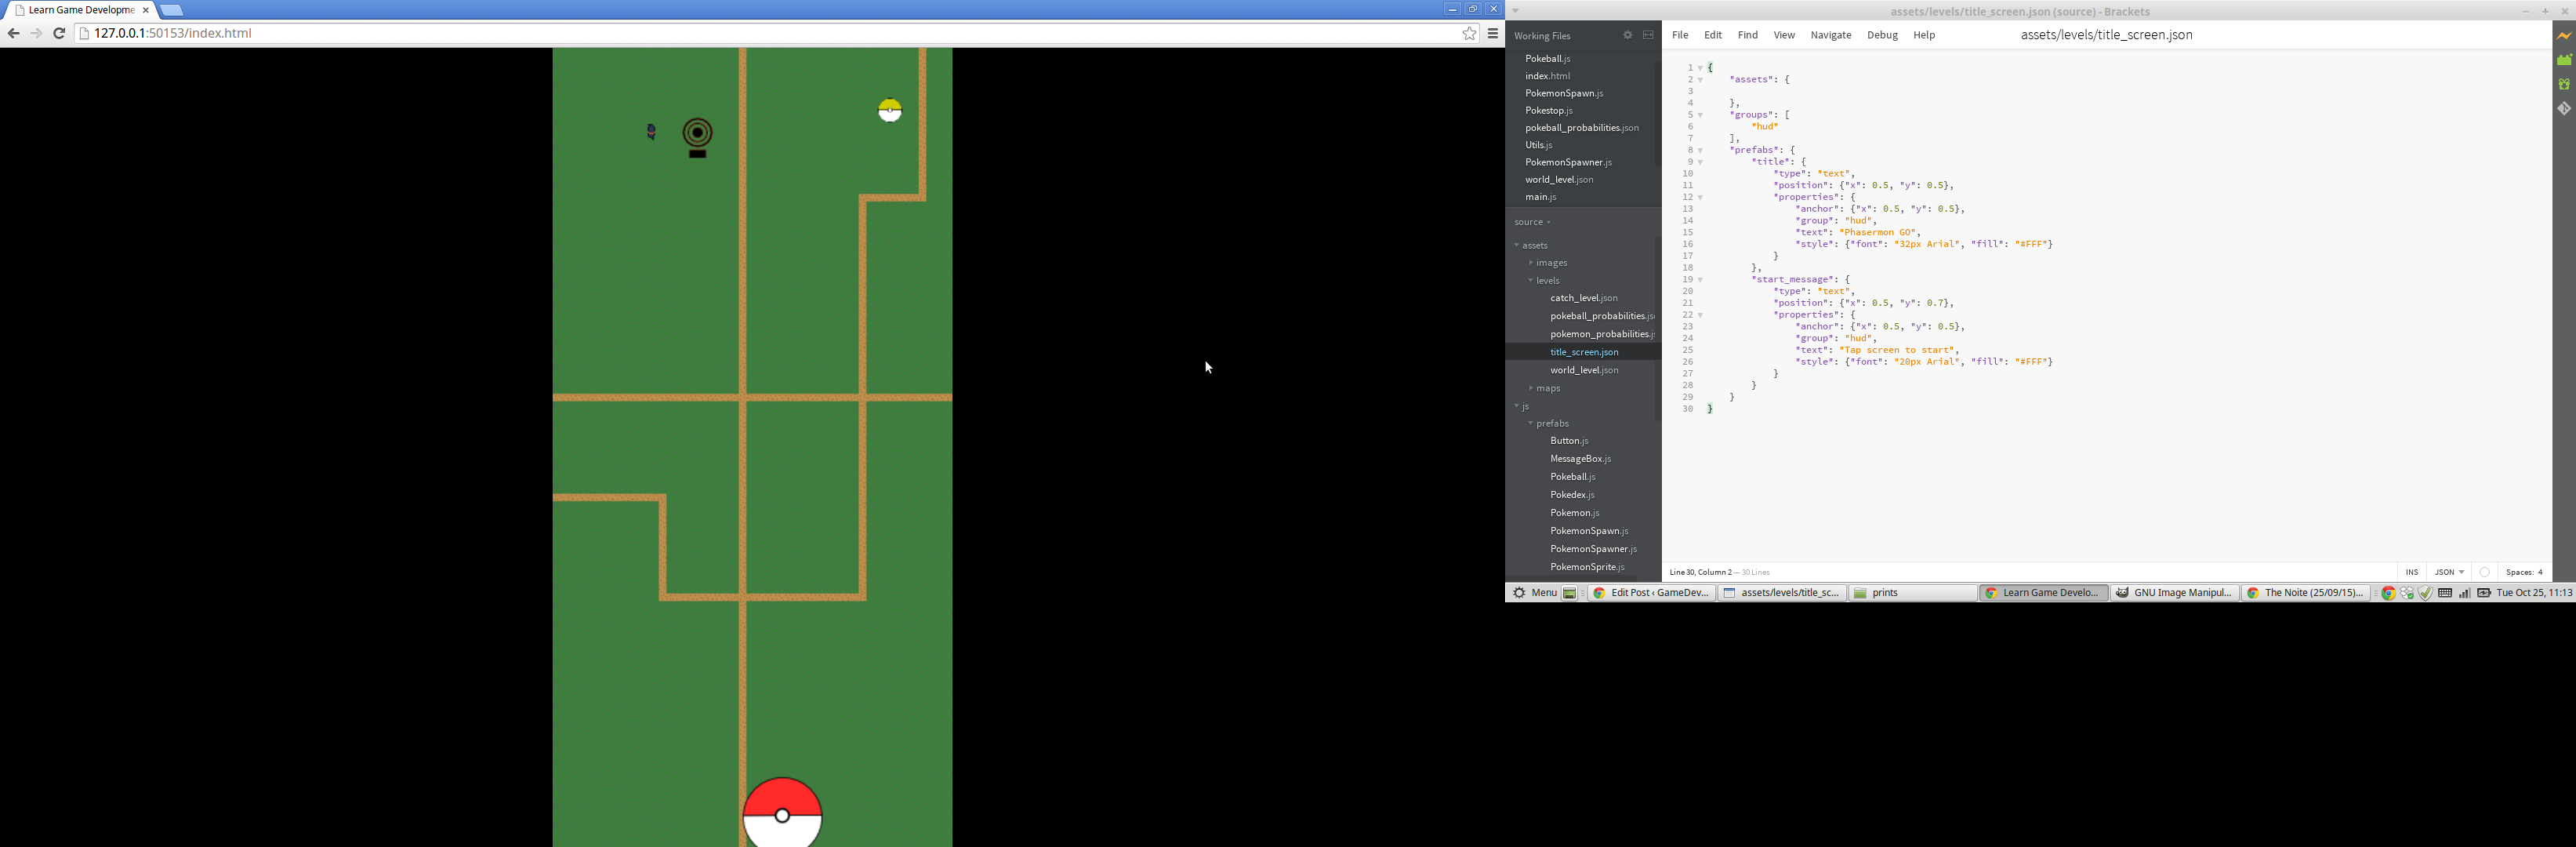 Learn Game Developme
127.0.0.1:50153/index.html
assets/levels/title_screen.json (source) - Brackets
Working Files
Pokeball.js
index.html
PokemonSpawn.js
Pokestop.js
pokeball_probabilities.json
Utils.js
PokemonSpawner.js
world_level.json
main.js
source
assets
images
levels
catch_level.json
pokeball_probabilities.js
pokemon_probabilities.j
title_screen.json
world_level.json
maps
js
prefabs
Button.js
MessageBox.js
Pokeball.js
Pokedex.js
Pokemon.js
PokemonSpawn.js
PokemonSpawner.js
PokemonSprite.js
File Edit Find View Navigate Debug Help
assets/levels/title_screen.json
1 {
2 "assets": {
3
4 },
5 "groups": [
6 "hud"
7 ],
8 "prefabs": {
9 "title": {
10 "type": "text",
11 "position": {"x": 0.5, "y": 0.5},
12 "properties": {
13 "anchor": {"x": 0.5, "y": 0.5},
14 "group": "hud",
15 "text": "Phasermon GO",
16 "style": {"font": "32px Arial", "fill": "#FFF"}
17 }
18 },
19 "start_message": {
20 "type": "text",
21 "position": {"x": 0.5, "y": 0.7},
22 "properties": {
23 "anchor": {"x": 0.5, "y": 0.5},
24 "group": "hud",
25 "text": "Tap screen to start",
26 "style": {"font": "20px Arial", "fill": "#FFF"}
27 }
28 }
29 }
30 }
Line 30, Column 2 — 30 Lines
INS JSON Spaces: 4
Menu Edit Post ‹ GameDev... assets/levels/title_sc... prints Learn Game Develo... GNU Image Manipul... The Noite (25/09/15)... Tue Oct 25, 11:13